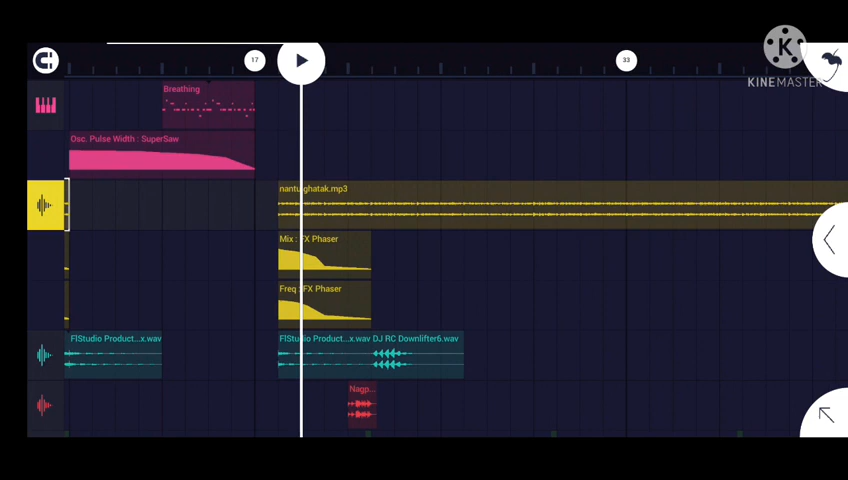 17
33
K
KINEMASTER
Breathing
Osc. Pulse Width : SuperSaw
ghatak.mp3
Mix : FX Phaser
Freq : FX Phaser
FlStudio Product...x.wav
FlStudio Product...x.wav DJ RC Downlifter6.wav
Nagp...